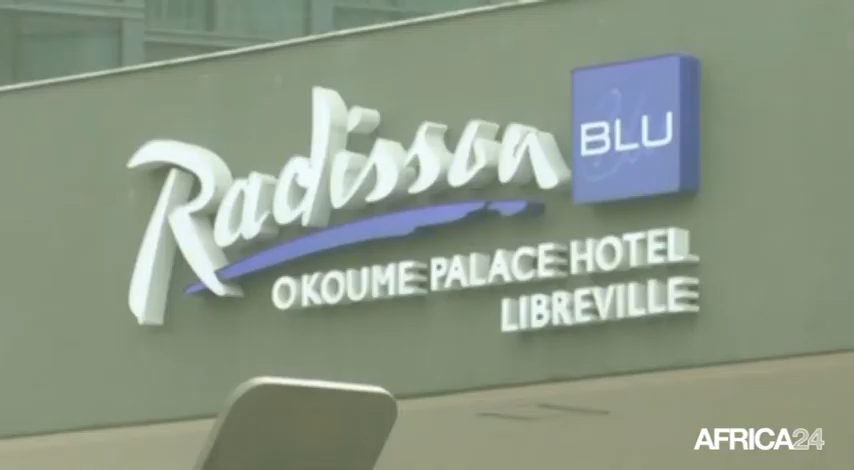 Radisson BLU
OKOUME PALACE HOTEL
LIBREVILLE
AFRICA24